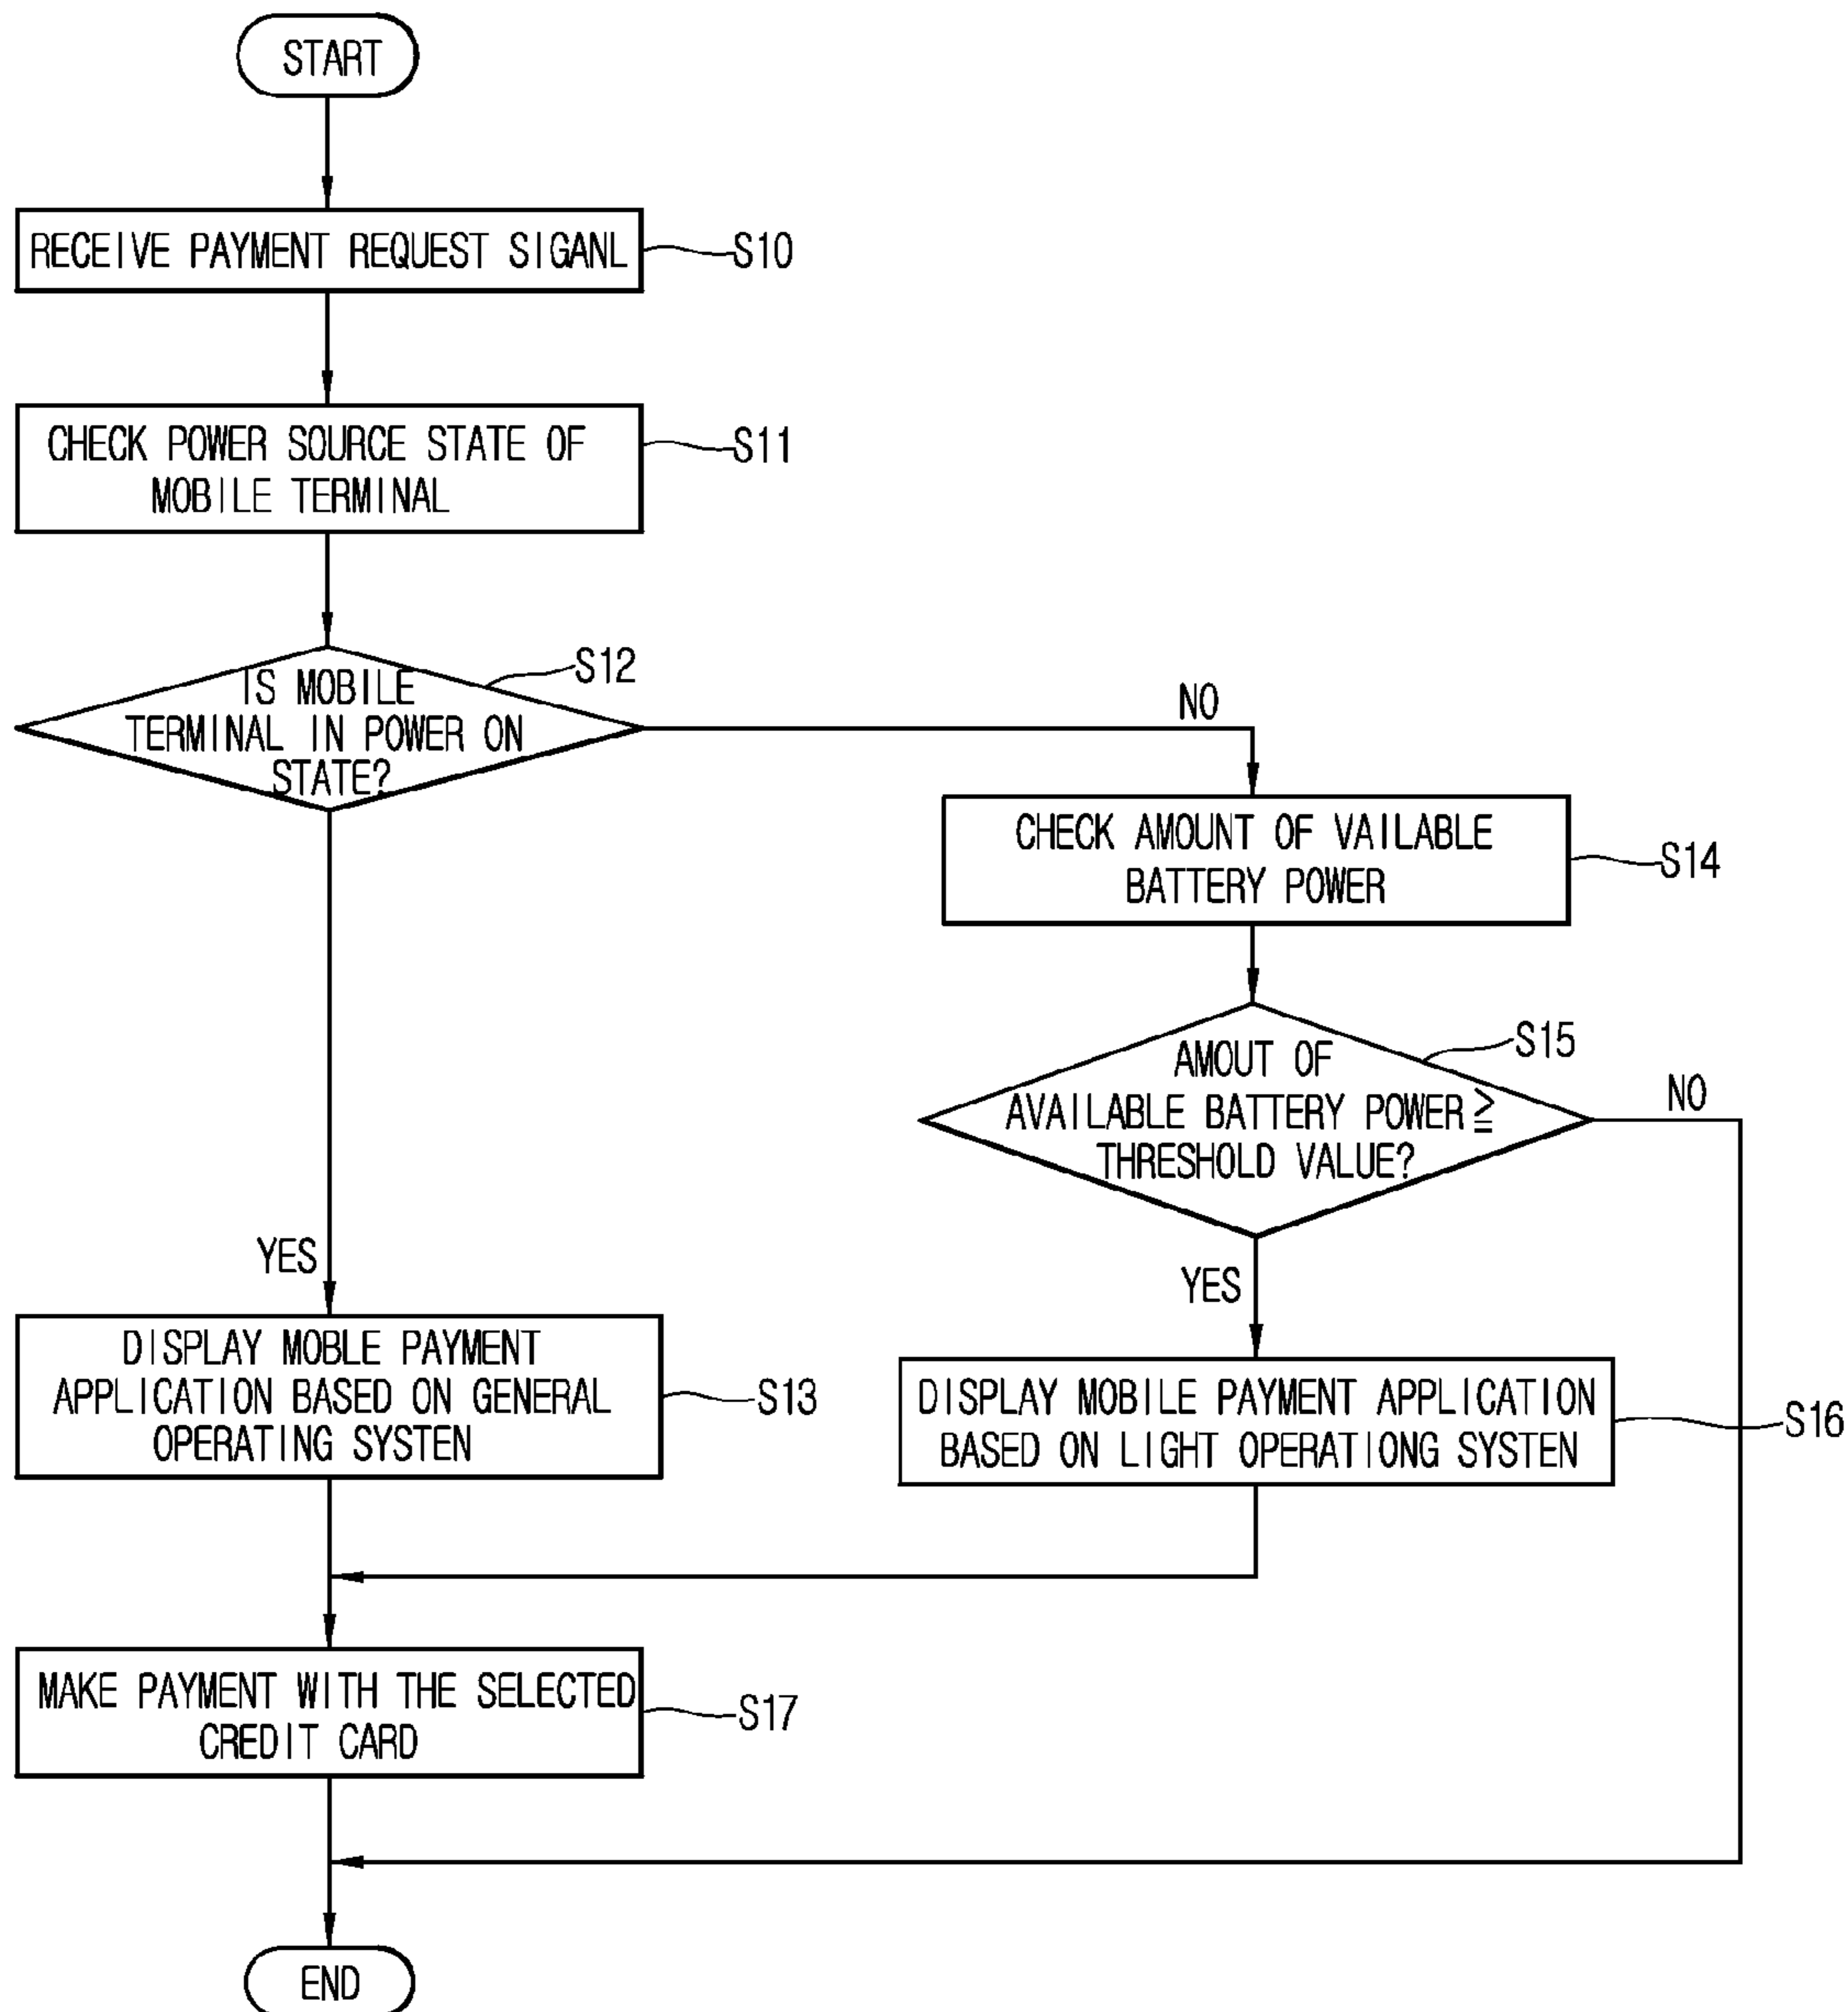 START
RECEIVE PAYMENT REQUEST SIGANL
S10
CHECK POWER SOURCE STATE OF
MOBILE TERMINAL
S11
IS MOBILE
TERMINAL IN POWER ON
STATE?
S12
NO
CHECK AMOUNT OF VAILABLE
BATTERY POWER
S14
AMOUT OF
AVAILABLE BATTERY POWER ≧
THRESHOLD VALUE?
S15
NO
YES
YES
DISPLAY MOBLE PAYMENT
APPLICATION BASED ON GENERAL
OPERATING SYSTEN
S13
DISPLAY MOBILE PAYMENT APPLICATION
BASED ON LIGHT OPERATIONG SYSTEN
S16
MAKE PAYMENT WITH THE SELECTED
CREDIT CARD
S17
END